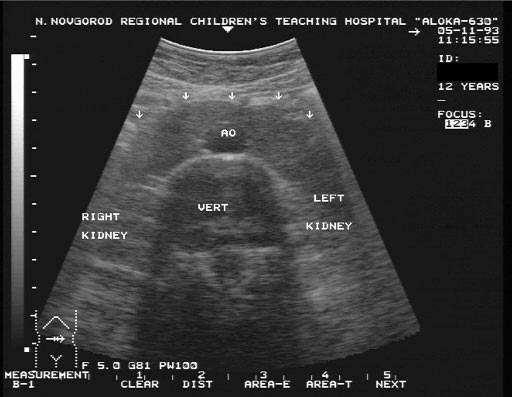 N.NOVGOROD REGIONAL CHILDREN'S TEACHING HOSPITAL "ALOKA-630"
05-11-93
11:15:55
ID:
12 YEARS
FOCUS:
1234 B
AO
VERT
LEFT
KIDNEY
RIGHT
KIDNEY
F 5.0 G81 PW100
MEASUREMENT 1 2 3 4 5
B-1 CLEAR DIST AREA-E AREA-T NEXT